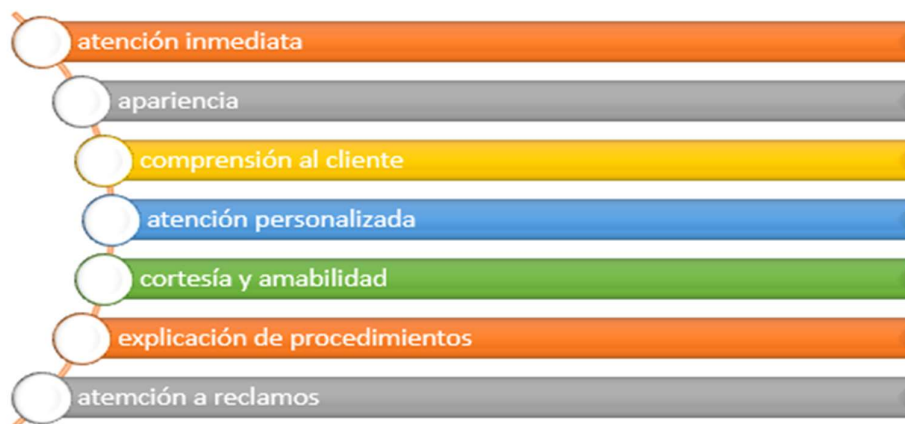 atención inmediata
apariencia
comprensión al cliente
atención personalizada
cortesía y amabilidad
explicación de procedimientos
atemción a reclamos